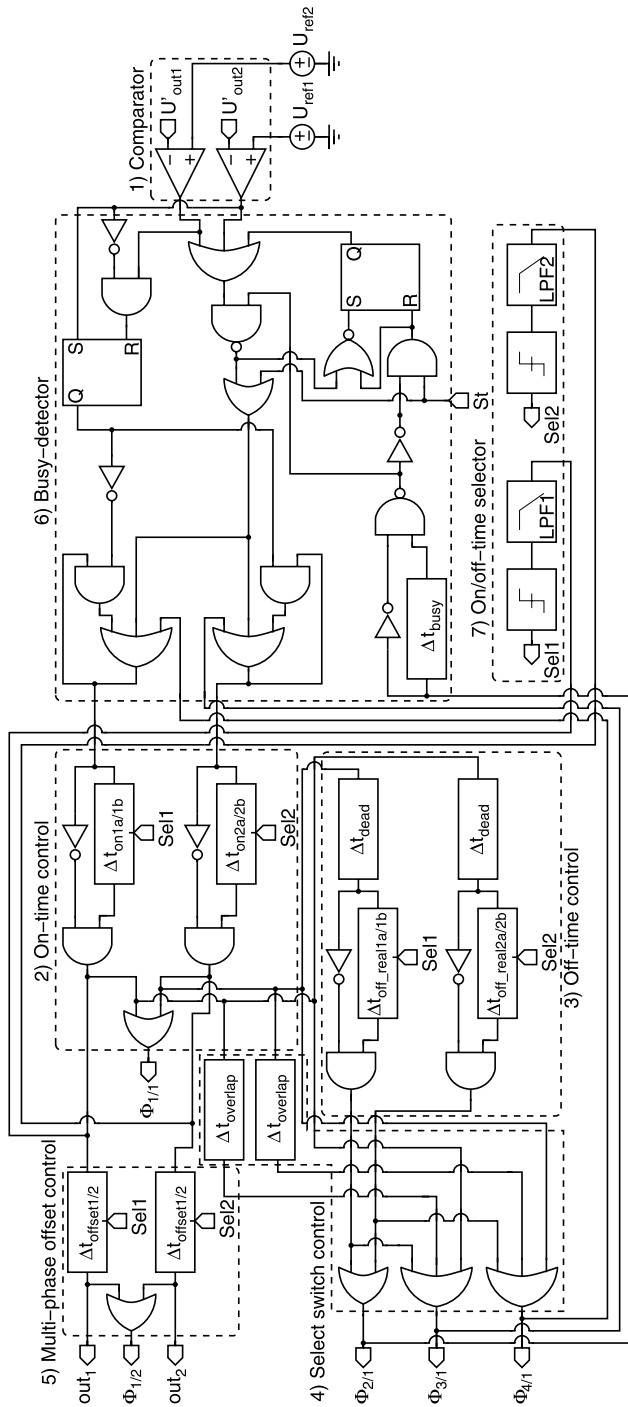 5) Multi-phase offset control
out1
Φ1/2
out2
Δtoffset1/2
Sel1
Δtoffset1/2
Sel2
4) Select switch control
Φ2/1
Φ3/1
Φ4/1
Δtoverlap
Δtoverlap
2) On-time control
Φ1/1
Δton1a/1b
Sel1
Δton2a/2b
Sel2
3) Off-time control
Δtoff_real1a/1b
Sel1
Δtdead
Δtoff_real2a/2b
Sel2
Δtdead
6) Busy-detector
Q
S
R
Δtbusy
St
S
R
Q
7) On/off-time selector
Sel1
LPF1
Sel2
LPF2
1) Comparator
U'out1
U'out2
−
+
−
+
Uref1
Uref2
±
±